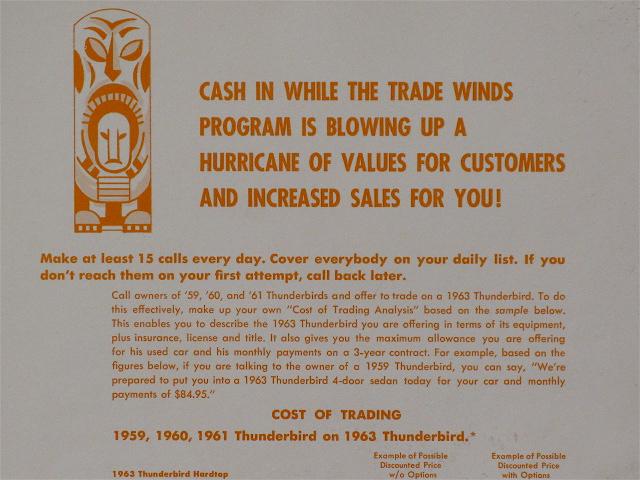 CASH IN WHILE THE TRADE WINDS
PROGRAM IS BLOWING UP A
HURRICANE OF VALUES FOR CUSTOMERS
AND INCREASED SALES FOR YOU!
Make at least 15 calls every day. Cover everybody on your daily list. If you
don't reach them on your first attempt, call back later.
Call owners of '59, '60, and '61 Thunderbirds and offer to trade on a 1963 Thunderbird. To do
this effectively, make up your own "Cost of Trading Analysis" based on the sample below.
This enables you to describe the 1963 Thunderbird you are offering in terms of its equipment,
plus insurance, license and title. It also gives you the maximum allowance you are offering
for his used car and his monthly payments on a 3-year contract. For example, based on the
figures below, if you are talking to the owner of a 1959 Thunderbird, you can say, "We're
prepared to put you into a 1963 Thunderbird 4-door sedan today for your car and monthly
payments of $84.95."
COST OF TRADING
1959, 1960, 1961 Thunderbird on 1963 Thunderbird.*
Example of Possible Example of Possible
Discounted Price Discounted Price
1963 Thunderbird Hardtop w/o Options with Options